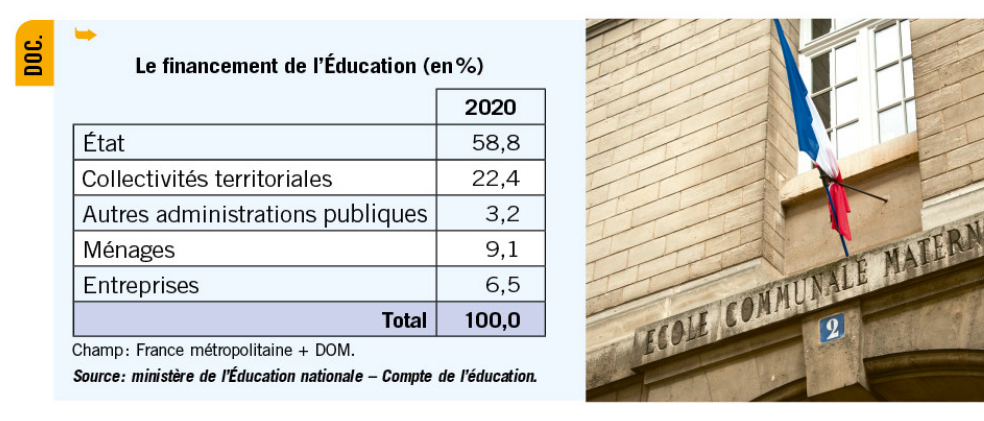 DOC.
Le financement de l'Éducation (en %)
2020
État 58,8
Collectivités territoriales 22,4
Autres administrations publiques 3,2
Ménages 9,1
Entreprises 6,5
Total 100,0
Champ : France métropolitaine + DOM.
Source : ministère de l'Éducation nationale – Compte de l'éducation.
ECOLE COMMUNALE MATERN
2